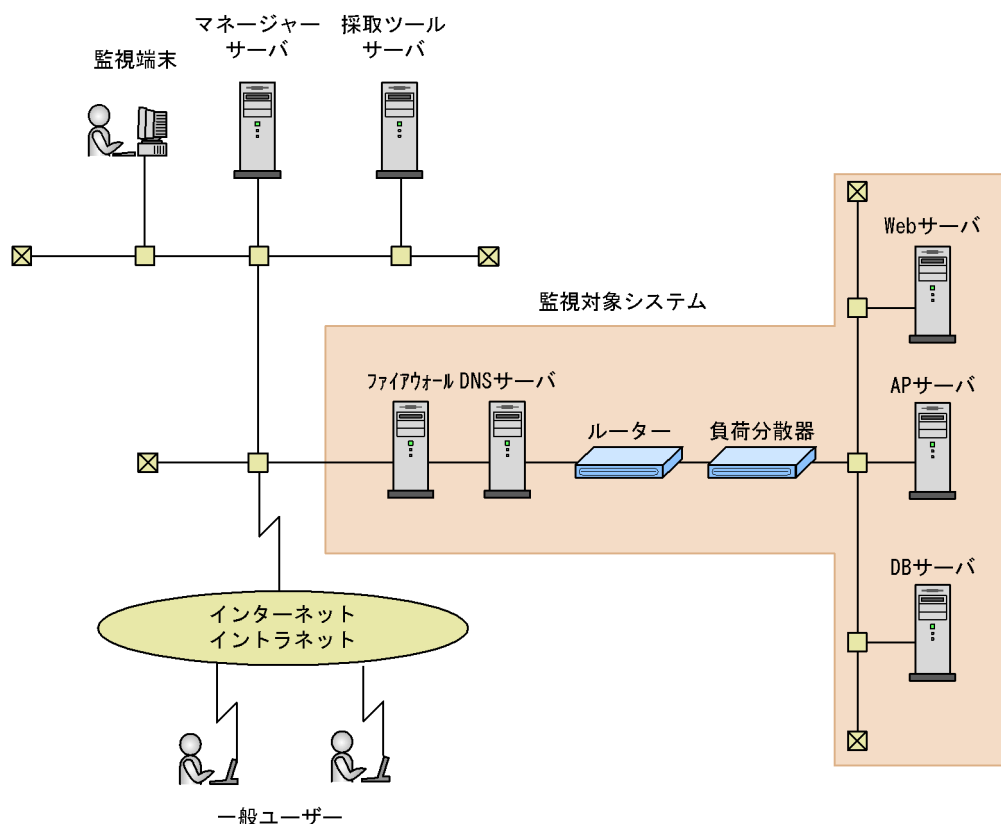 マネージャー
サーバ
採取ツール
サーバ
監視端末
Webサーバ
監視対象システム
ファイアウォール
DNSサーバ
APサーバ
ルーター
負荷分散器
DBサーバ
インターネット
イントラネット
一般ユーザー